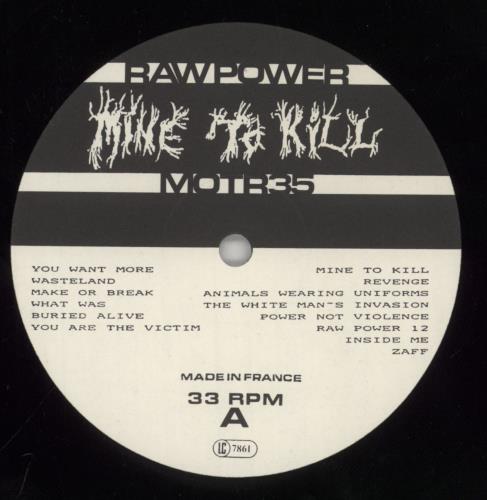 RAW POWER
MINE TO KILL
MOTR35
YOU WANT MORE
WASTELAND
MAKE OR BREAK
WHAT WAS
BURIED ALIVE
YOU ARE THE VICTIM
MINE TO KILL
REVENGE
ANIMALS WEARING UNIFORMS
THE WHITE MAN'S INVASION
POWER NOT VIOLENCE
RAW POWER 12
INSIDE ME
ZAFF
MADE IN FRANCE
33 RPM
A
LC 7861